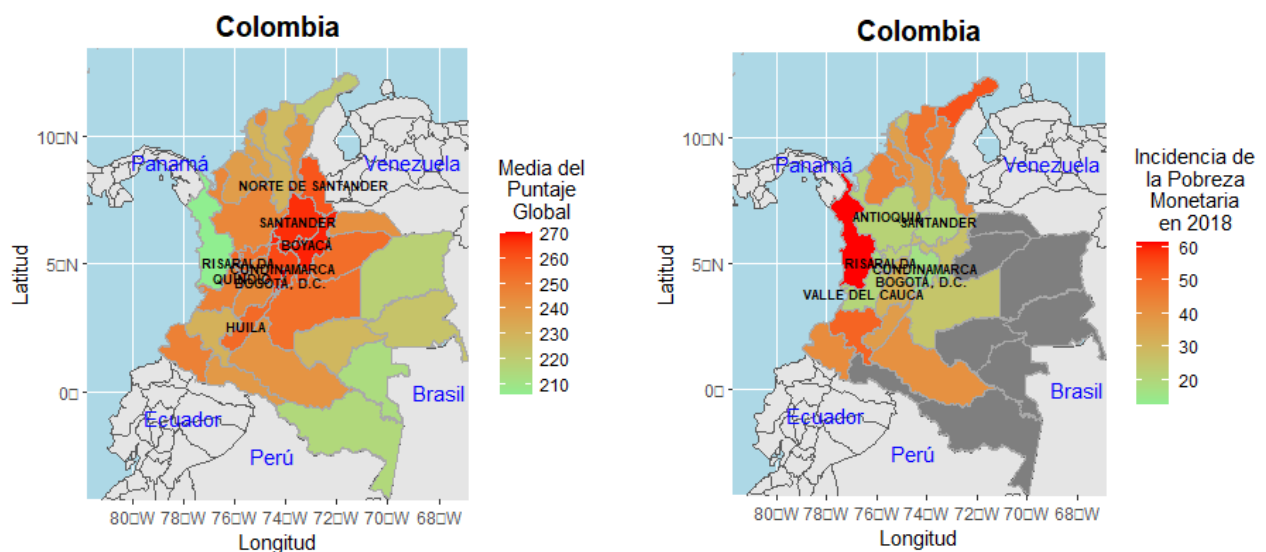 Colombia
10□N
5□N
0□
Latitud
Panamá
Venezuela
NORTE DE SANTANDER
SANTANDER
BOYACÁ
RISARALDA
CUNDINAMARCA
QUINDIO
BOGOTÁ, D.C.
HUILA
Brasil
Ecuador
Perú
80□W 78□W 76□W 74□W 72□W 70□W 68□W
Longitud
Media del
Puntaje
Global
270
260
250
240
230
220
210
Colombia
10□N
5□N
0□
Latitud
Panamá
Venezuela
ANTIOQUIA
SANTANDER
RISARALDA
CUNDINAMARCA
BOGOTÁ, D.C.
VALLE DEL CAUCA
Brasil
Ecuador
Perú
80□W 78□W 76□W 74□W 72□W 70□W 68□W
Longitud
Incidencia de
la Pobreza
Monetaria
en 2018
60
50
40
30
20